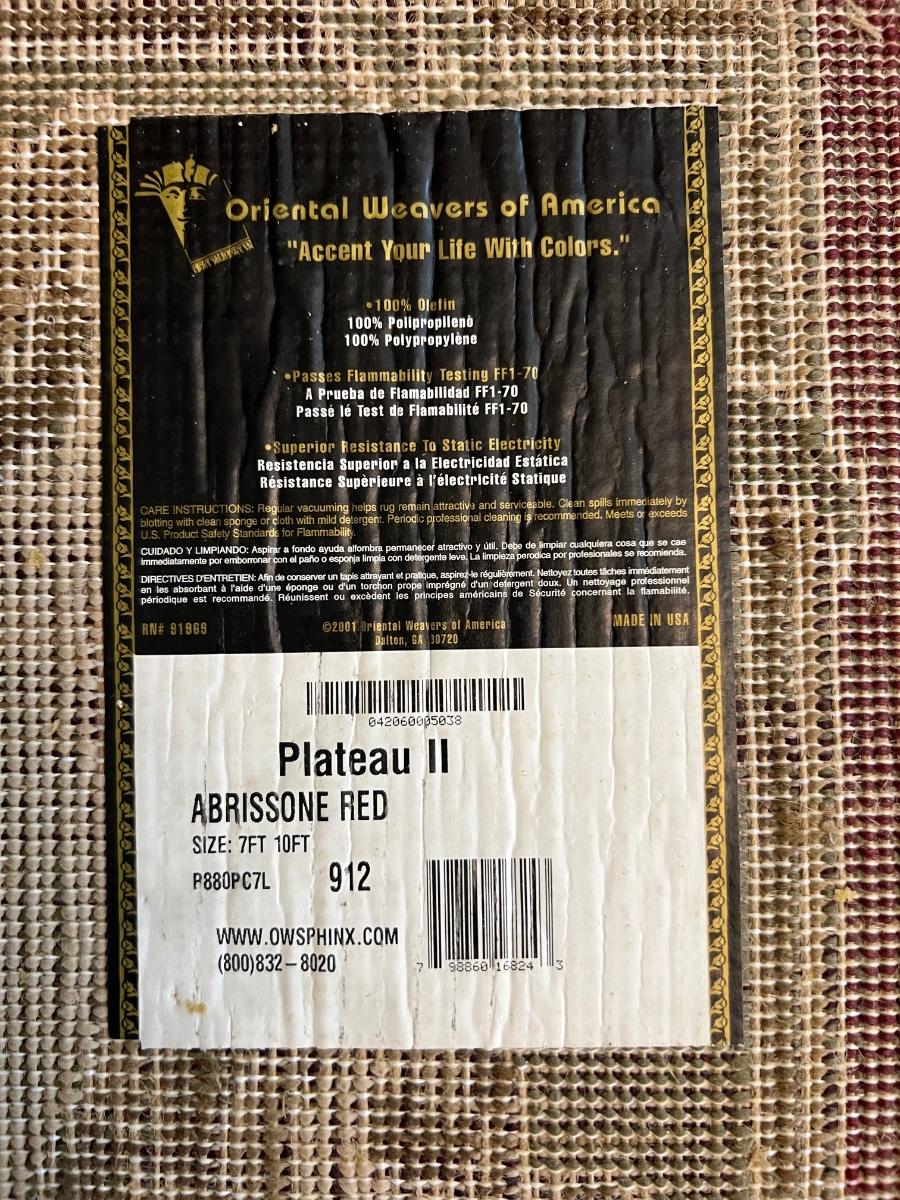 Oriental Weavers of America
"Accent Your Life With Colors."
•100% Olefin
100% Polipropileno
100% Polypropylène
•Passes Flammability Testing FF1-70
A Prueba de Flamabilidad FF1-70
Passé lé Test de Flamabilité FF1-70
•Superior Resistance To Static Electricity
Resistencia Superior a la Electricidad Estática
Résistance Supèrieure à l'électricité Statique
CARE INSTRUCTIONS: Regular vacuuming helps rug remain attractive and serviceable. Clean spills immediately by
blotting with clean sponge or cloth with mild detergent. Periodic professional cleaning is recommended. Meets or exceeds
U.S. Product Safety Standards for Flammability.
CUIDADO Y LIMPIANDO: Aspirar a fondo ayuda alfombra permanecer atractivo y útil. Debe de limpiar cualquiera cosa que se cae
immediatamente por emborronar con el paño o esponja limpia con detergente leve. La limpieza perodica por profesionales se recomienda.
DIRECTIVES D'ENTRETIEN: Afin de conserver un tapis attrayant et pratique, aspirez-le régulièrement. Nettoyez toutes tâches immédiatement
en les absorbant à l'aide d'une éponge ou d'un torchon prope imprégné d'un detergent doux. Un nettoyage professionnel
périodique est recommandé. Réunissent ou excèdent les principes américains de Sécurité concernant la flamabilité.
RN# 91969
©2001 Oriental Weavers of America
Dalton, GA 30720
MADE IN USA
042060005038
Plateau II
ABRISSONE RED
SIZE: 7FT 10FT
R880PC7L 912
WWW.OWSPHINX.COM
(800)832-8020
7 98860 16824 3